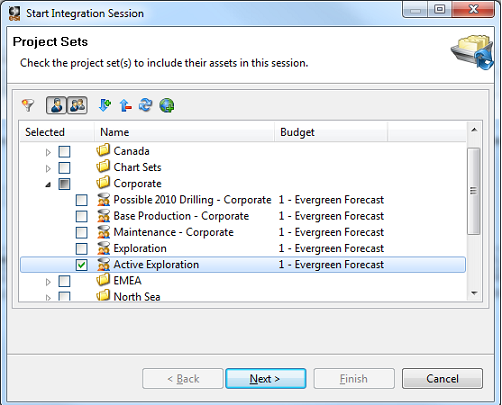 Start Integration Session
Project Sets
Check the project set(s) to include their assets in this session.
Selected Name Budget
Canada
Chart Sets
Corporate
Possible 2010 Drilling - Corporate 1 - Evergreen Forecast
Base Production - Corporate 1 - Evergreen Forecast
Maintenance - Corporate 1 - Evergreen Forecast
Exploration 1 - Evergreen Forecast
Active Exploration 1 - Evergreen Forecast
EMEA
North Sea
< Back Next > Finish Cancel